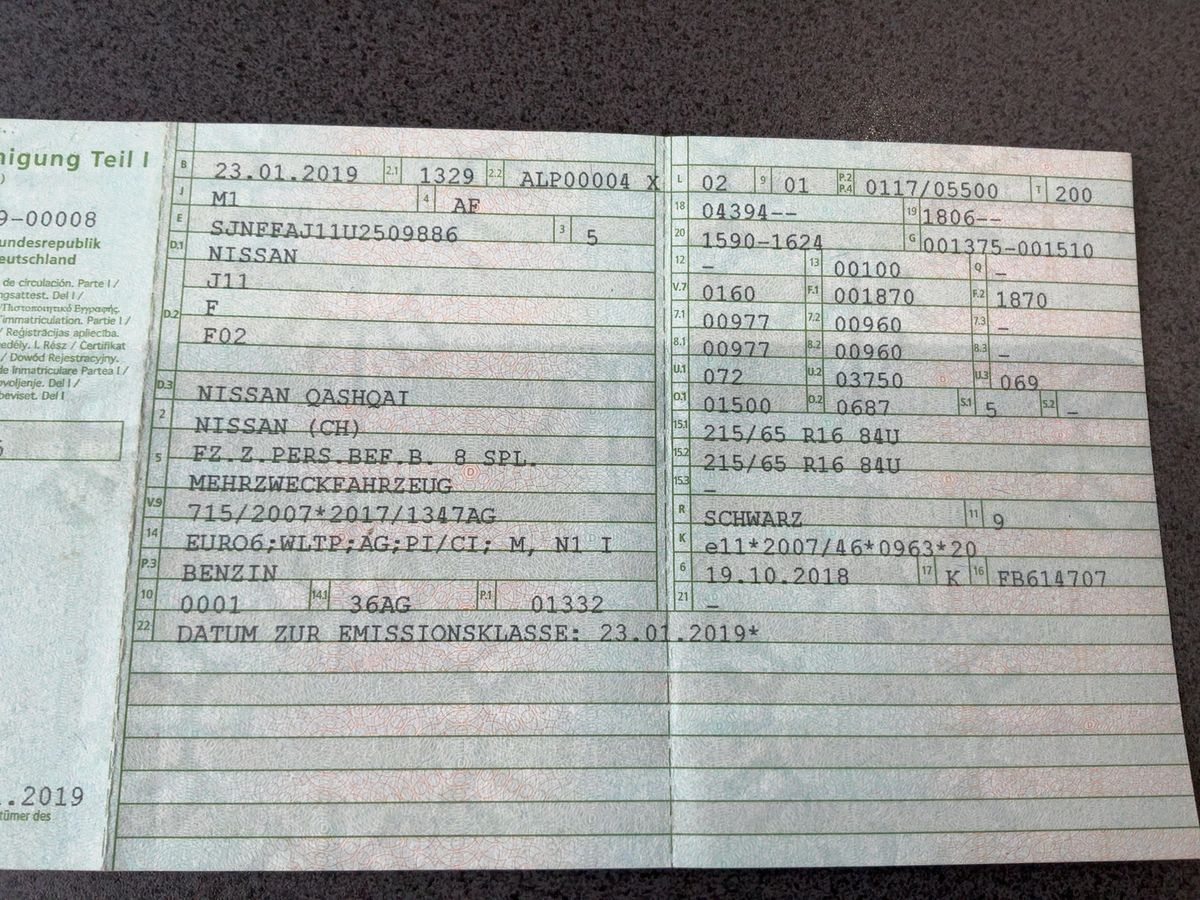 nigung Teil I
)
9-00008
undesrepublik
eutschland
de circulación. Parte I /
ngsattest. Del I /
Πιστοποιητικό Εγγραφής.
'immatriculation. Partie I /
/ Reģistrācijas apliecība.
edély. I. Rész / Certifikat
/ Dowód Rejestracyjny.
de Inmatriculare Partea I /
ovoljenje. Del I /
beviset. Del I
6
.2019
tümer des
B 23.01.2019 2.1 1329 2.2 ALP00004 X
J M1 4 AF
E SJNFFAJ11U2509886 3 5
D.1 NISSAN
J11
D.2 F
F02
D.3 NISSAN QASHQAI
2 NISSAN (CH)
5 FZ.Z.PERS.BEF.B. 8 SPL.
MEHRZWECKFAHRZEUG
V.9 715/2007*2017/1347AG
14 EURO6;WLTP;AG;PI/CI; M, N1 I
P.3 BENZIN
10 0001 14.1 36AG P.1 01332
22 DATUM ZUR EMISSIONSKLASSE: 23.01.2019*
L 02 9 01 P.2 P.4 0117/05500 T 200
18 04394-- 19 1806--
20 1590-1624 G 001375-001510
12 – 13 00100 Q –
V.7 0160 F.1 001870 F.2 1870
7.1 00977 7.2 00960 7.3 –
8.1 00977 8.2 00960 8.3 –
U.1 072 U.2 03750 U.3 069
O.1 01500 O.2 0687 S.1 5 S.2 –
15.1 215/65 R16 84U
15.2 215/65 R16 84U
15.3 –
R SCHWARZ 11 9
K e11*2007/46*0963*20
6 19.10.2018 17 K 16 FB614707
21 –